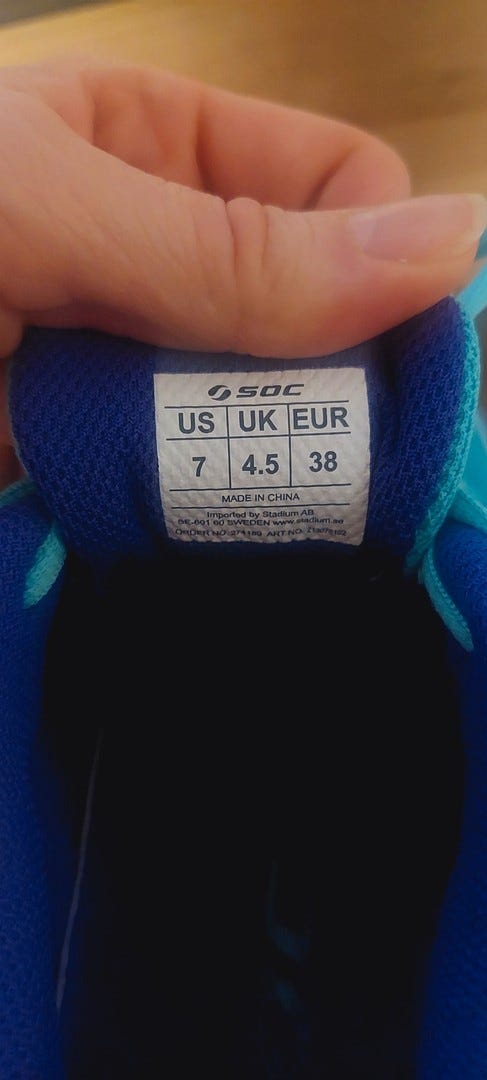 SOC
US UK EUR
7 4.5 38
MADE IN CHINA
Imported by Stadium AB
SE-601 60 SWEDEN www.stadium.se
ORDER NO: ART NO: